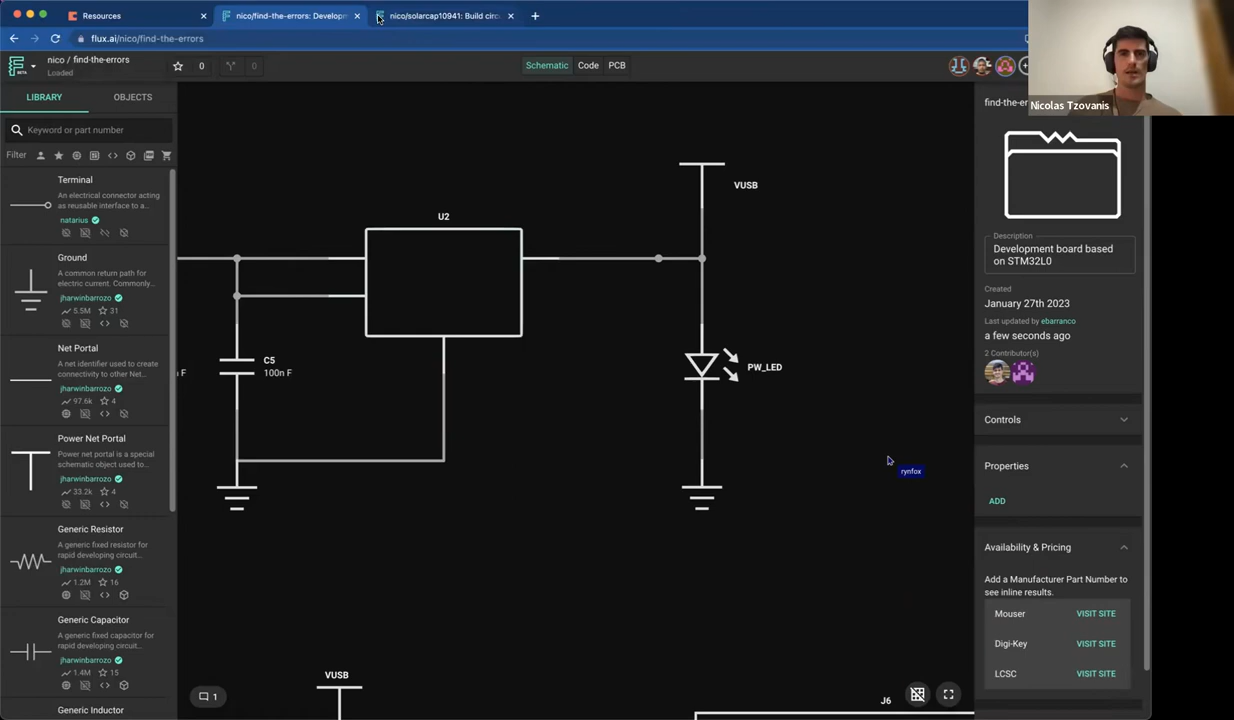 Resources
nico/find-the-errors: Developm
nico/solarcap10941: Build circ
flux.ai/nico/find-the-errors
BETA
nico / find-the-errors
Loaded
0
0
Schematic
Code
PCB
Nicolas Tzovanis
LIBRARY
OBJECTS
Keyword or part number
Filter
Terminal
An electrical connector acting
as reusable interface to a...
natarius
Ground
A common return path for
electric current. Commonly...
jharwinbarrozo
5.5M
31
Net Portal
A net identifier used to create
connectivity to other Net...
jharwinbarrozo
97.6k
4
Power Net Portal
Power net portal is a special
schematic object used to...
jharwinbarrozo
33.2k
4
Generic Resistor
A generic fixed resistor for
rapid developing circuit...
jharwinbarrozo
1.2M
16
Generic Capacitor
A generic fixed capacitor for
rapid developing circuit...
jharwinbarrozo
1.4M
15
Generic Inductor
U2
VUSB
C5
100n F
F
PW_LED
rynfox
VUSB
J6
1
find-the-er
Description
Development board based
on STM32L0
Created
January 27th 2023
Last updated by ebarranco
a few seconds ago
2 Contributor(s)
Controls
Properties
ADD
Availability & Pricing
Add a Manufacturer Part Number to
see inline results.
Mouser
VISIT SITE
Digi-Key
VISIT SITE
LCSC
VISIT SITE